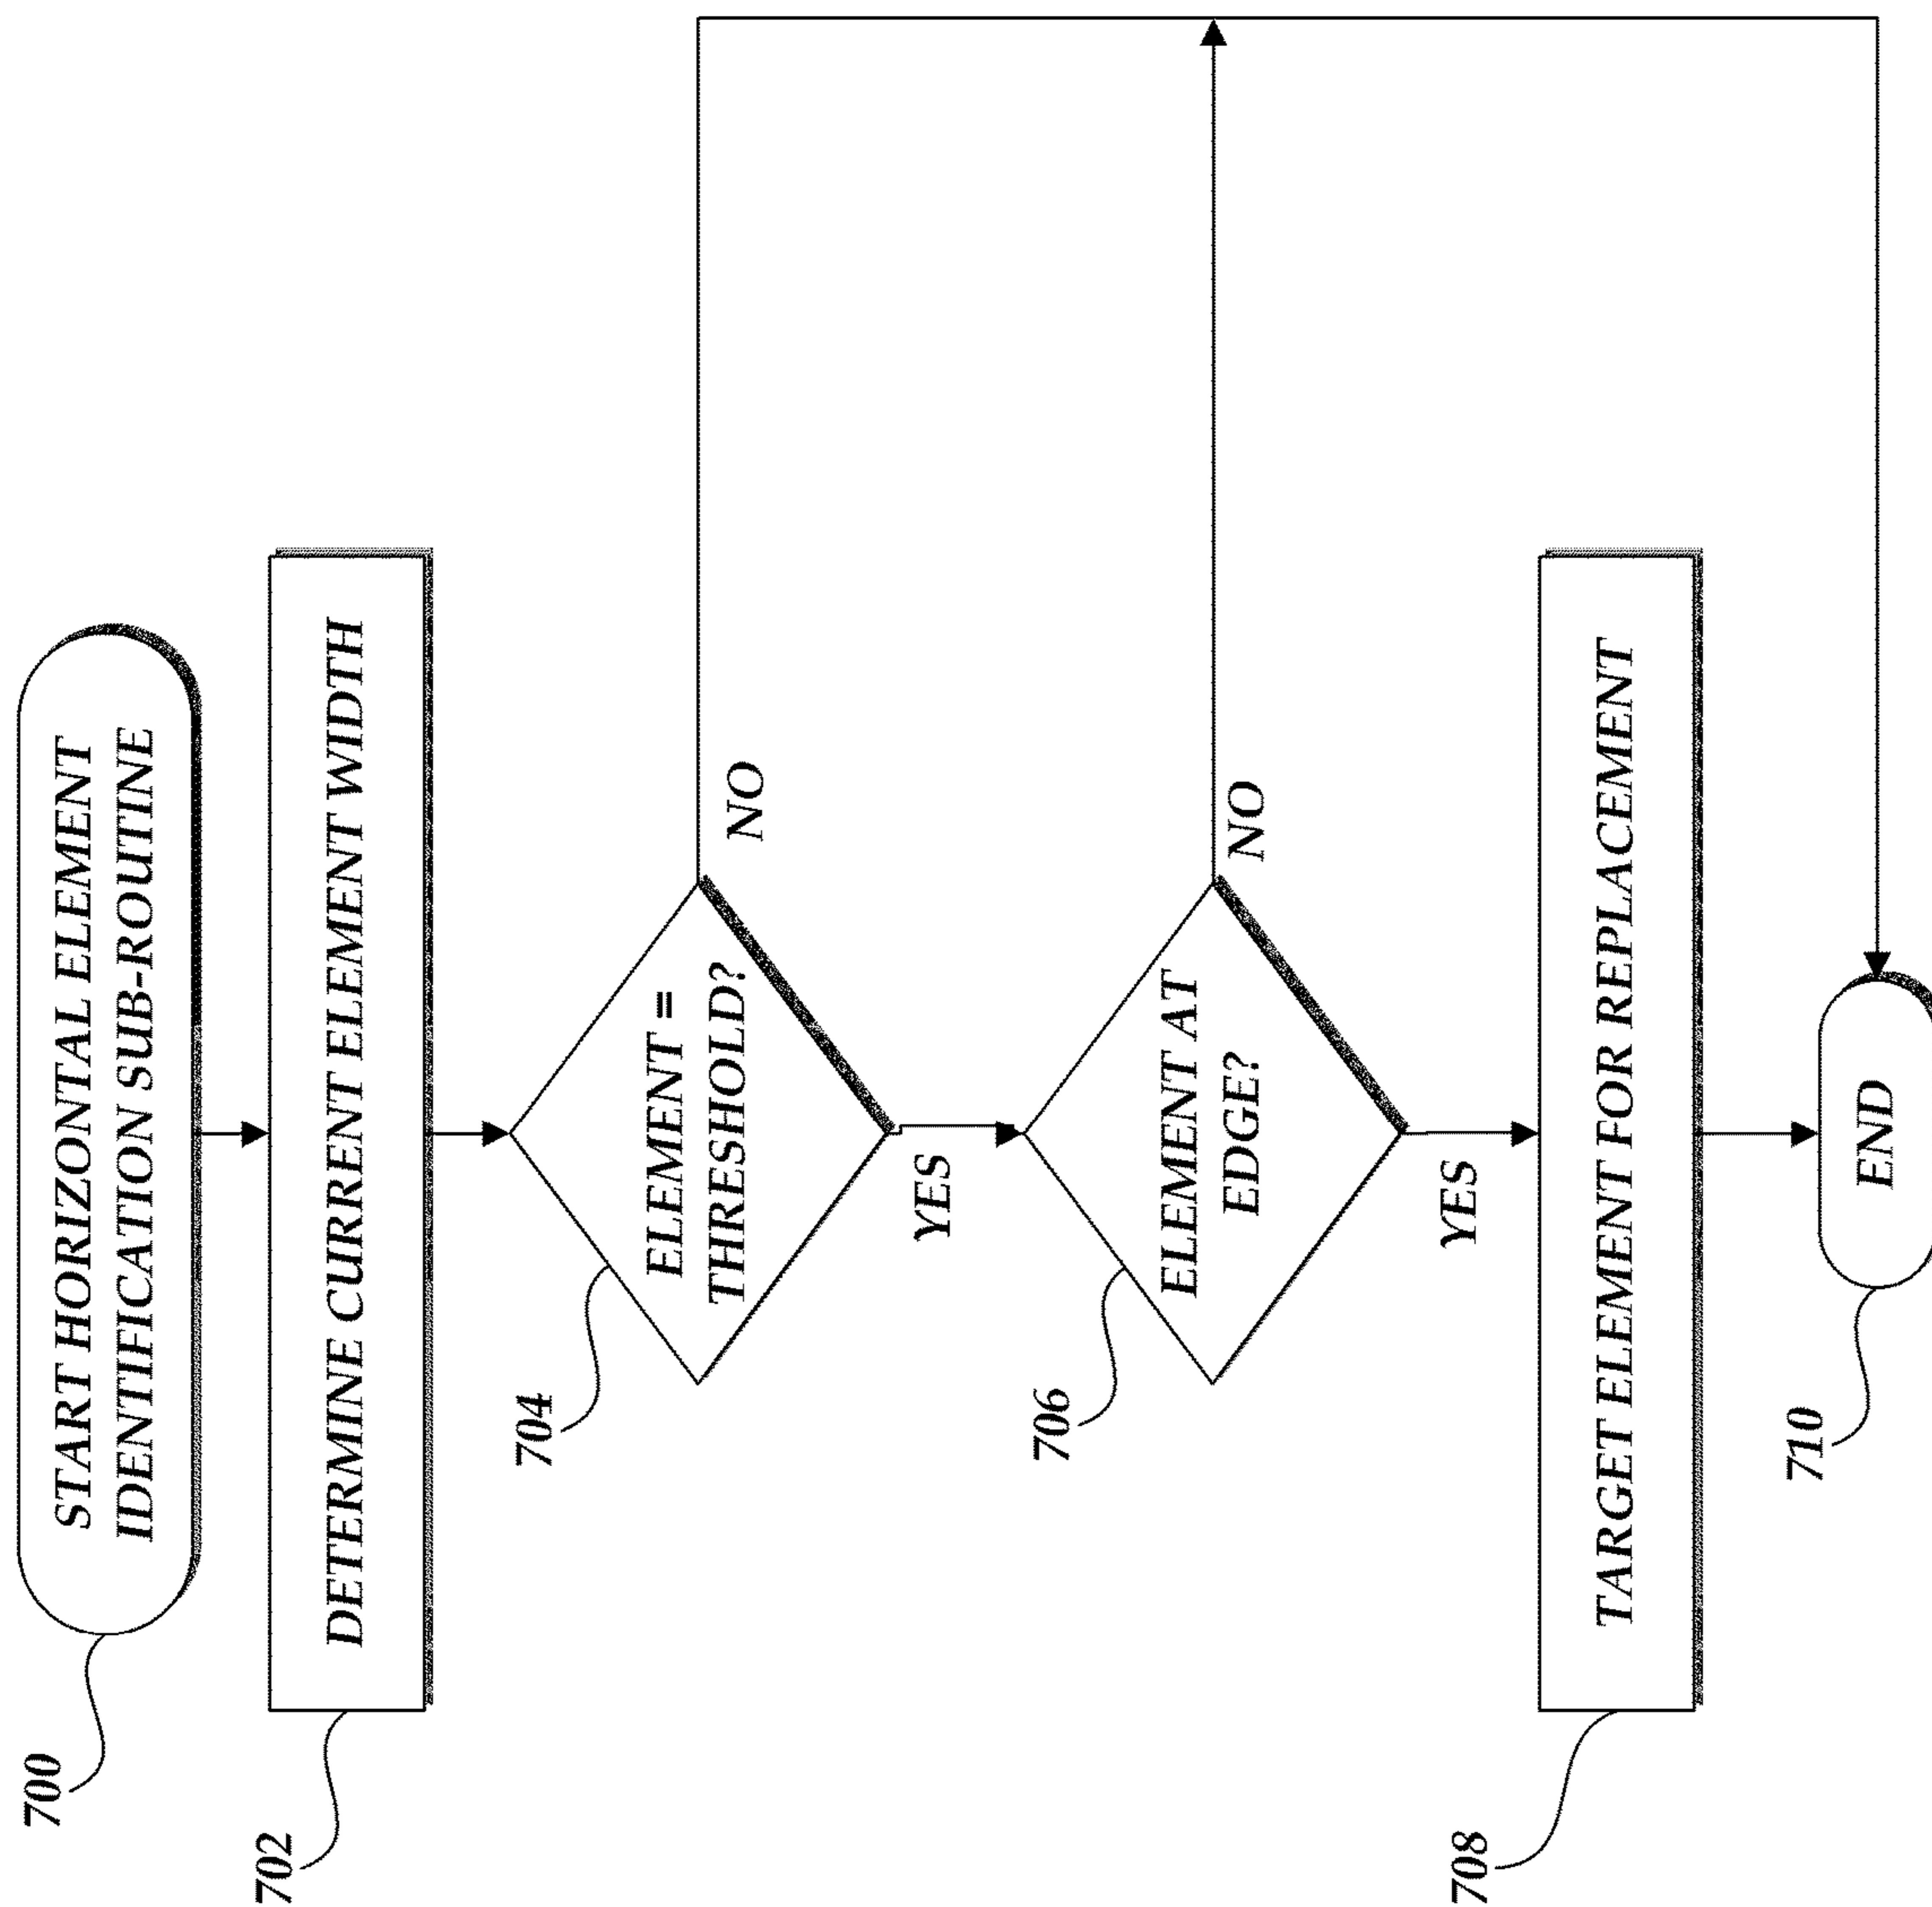 700
START HORIZONTAL ELEMENT
IDENTIFICATION SUB-ROUTINE
702
DETERMINE CURRENT ELEMENT WIDTH
704
ELEMENT =
THRESHOLD?
NO
YES
706
ELEMENT AT
EDGE?
NO
YES
708
TARGET ELEMENT FOR REPLACEMENT
710
END